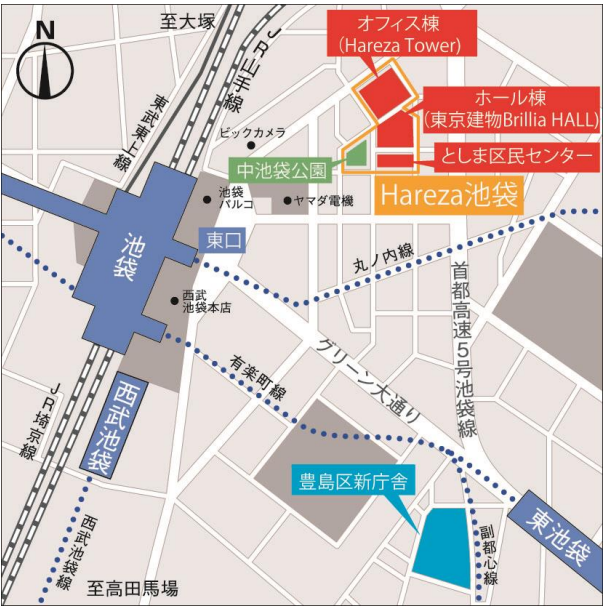 至大塚
オフィス棟
(Hareza Tower)
N
JR山手線
ホール棟
(東京建物Brillia HALL)
東武東上線
ビックカメラ
としま区民センター
中池袋公園
Hareza池袋
池袋
パルコ
ヤマダ電機
池袋
東口
丸ノ内線
西武
池袋本店
首都高速5号池袋線
グリーン大通り
有楽町線
JR埼京線
西武池袋
豊島区新庁舎
東池袋
副都心線
西武池袋線
至高田馬場